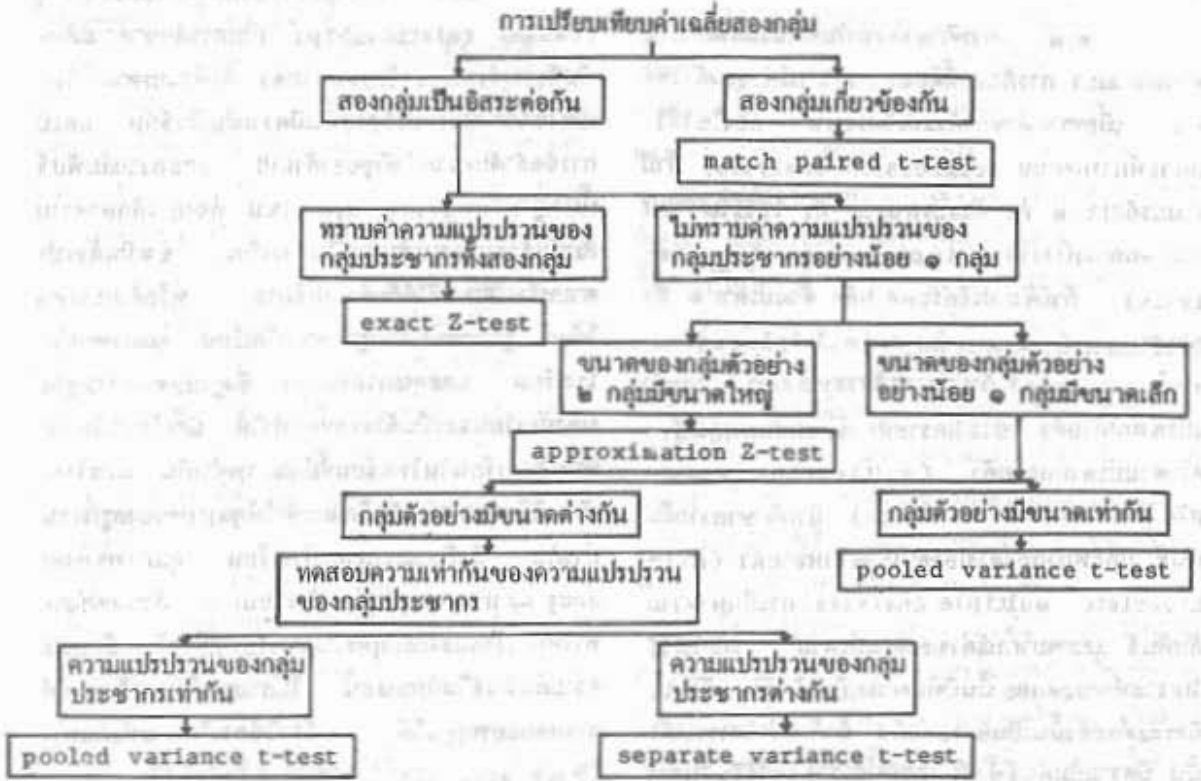 การเปรียบเทียบค่าเฉลี่ยสองกลุ่ม
สองกลุ่มเป็นอิสระต่อกัน
สองกลุ่มเกี่ยวข้องกัน
match paired t-test
ทราบค่าความแปรปรวนของ
กลุ่มประชากรทั้งสองกลุ่ม
ไม่ทราบค่าความแปรปรวนของ
กลุ่มประชากรอย่างน้อย ๑ กลุ่ม
exact Z-test
ขนาดของกลุ่มตัวอย่าง
๒ กลุ่มมีขนาดใหญ่
ขนาดของกลุ่มตัวอย่าง
อย่างน้อย ๑ กลุ่มมีขนาดเล็ก
approximation Z-test
กลุ่มตัวอย่างมีขนาดต่างกัน
กลุ่มตัวอย่างมีขนาดเท่ากัน
pooled variance t-test
ทดสอบความเท่ากันของความแปรปรวน
ของกลุ่มประชากร
ความแปรปรวนของกลุ่ม
ประชากรเท่ากัน
ความแปรปรวนของกลุ่ม
ประชากรต่างกัน
pooled variance t-test
separate variance t-test